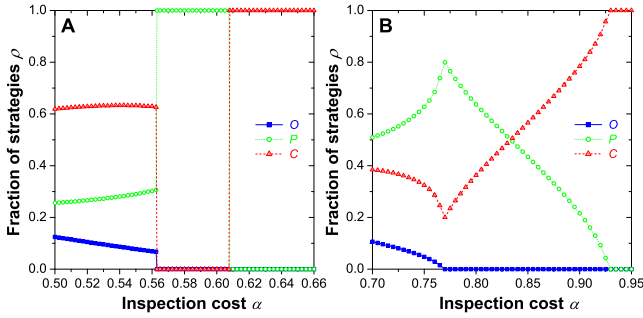 A
B
1.0
0.8
0.6
0.4
0.2
0.0
Fraction of strategies ρ
O
P
C
0.50 0.52 0.54 0.56 0.58 0.60 0.62 0.64 0.66
Inspection cost α
1.0
0.8
0.6
0.4
0.2
0.0
Fraction of strategies ρ
O
P
C
0.70 0.75 0.80 0.85 0.90 0.95
Inspection cost α